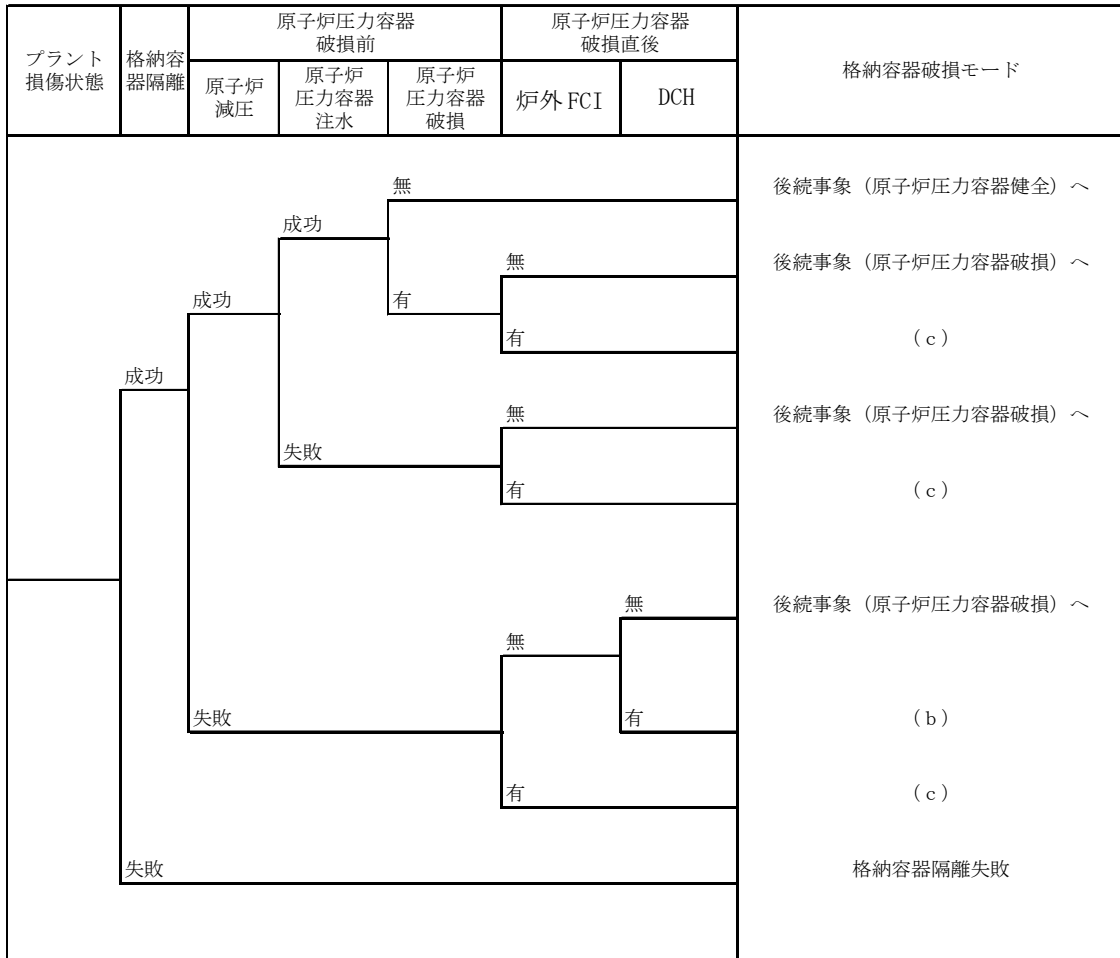 プラント
損傷状態
格納容
器隔離
原子炉圧力容器
破損前
原子炉圧力容器
破損直後
格納容器破損モード
原子炉
減圧
原子炉
圧力容器
注水
原子炉
圧力容器
破損
炉外 FCI
DCH
無
後続事象（原子炉圧力容器健全）へ
成功
無
後続事象（原子炉圧力容器破損）へ
成功
有
有
（ｃ）
成功
無
後続事象（原子炉圧力容器破損）へ
失敗
有
（ｃ）
無
後続事象（原子炉圧力容器破損）へ
無
失敗
有
（ｂ）
有
（ｃ）
失敗
格納容器隔離失敗